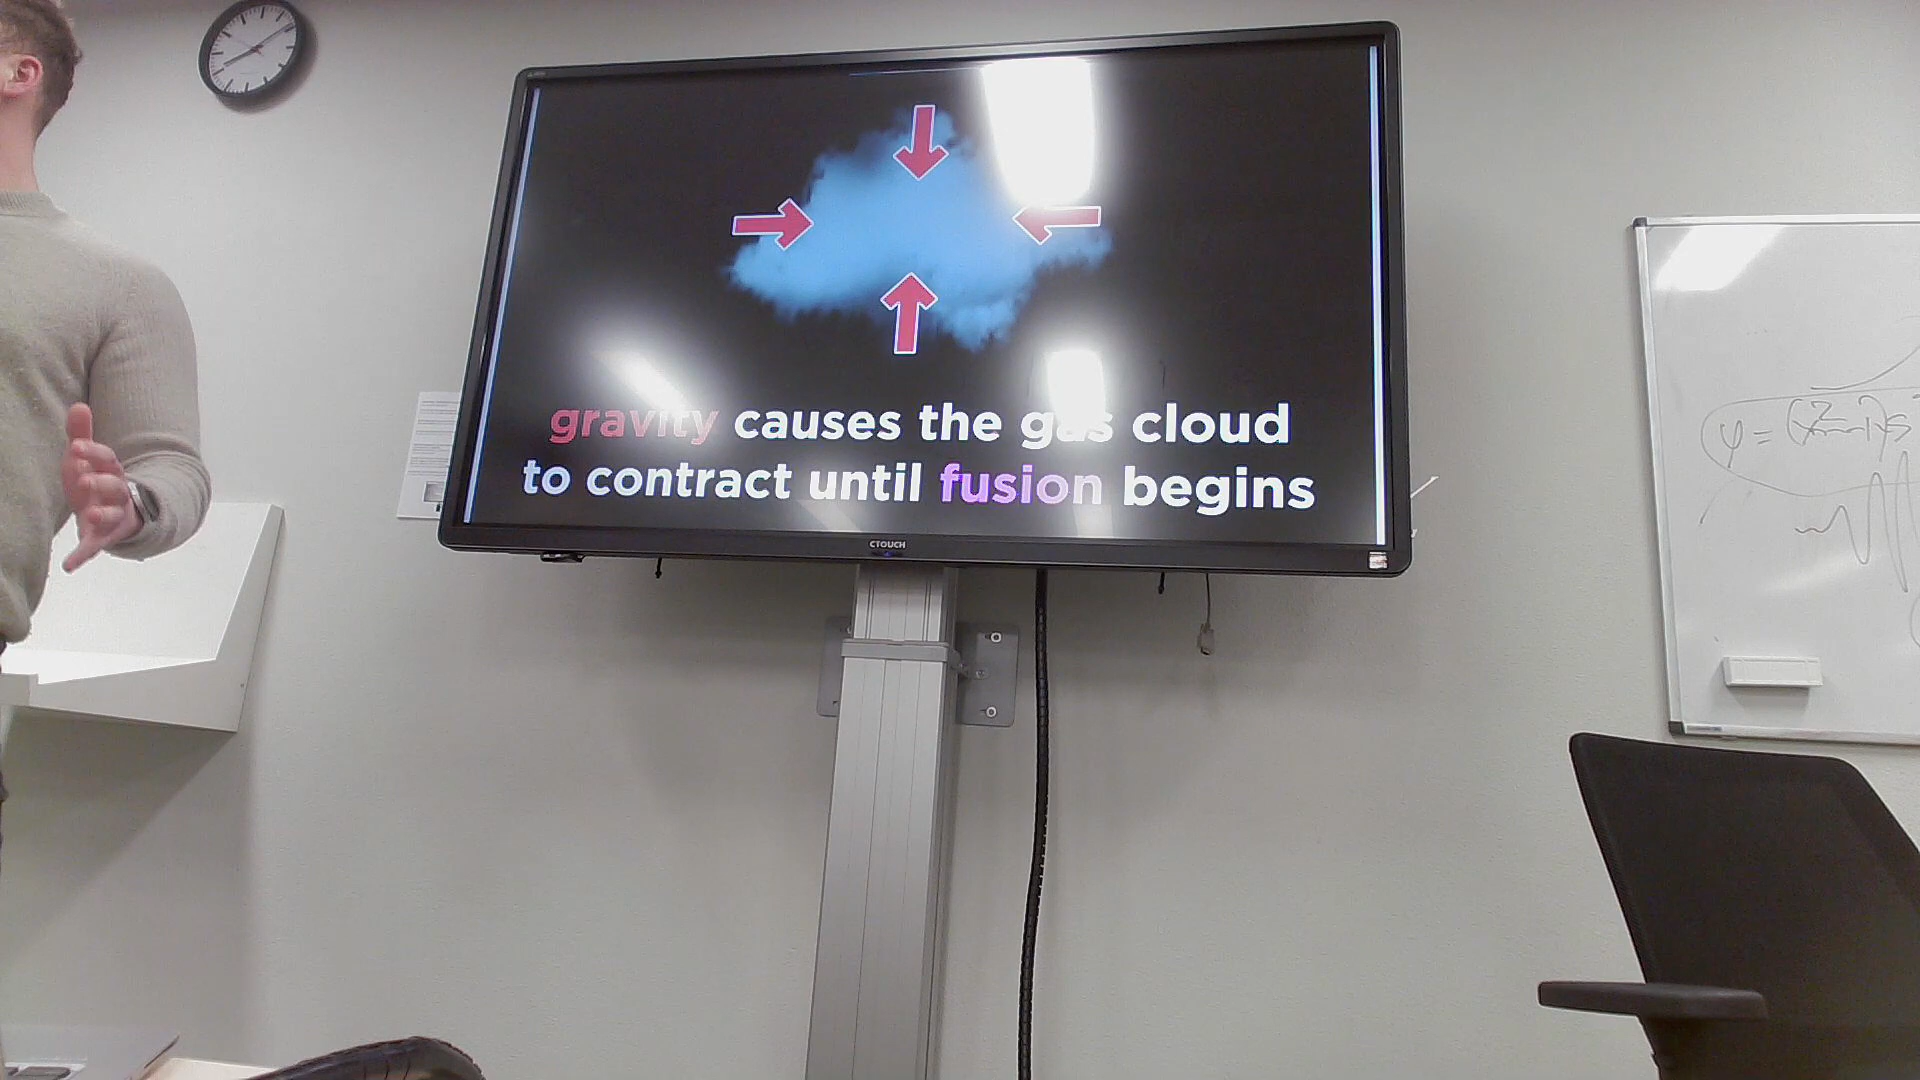 gravity causes the gas cloud
to contract until fusion begins
CTOUCH